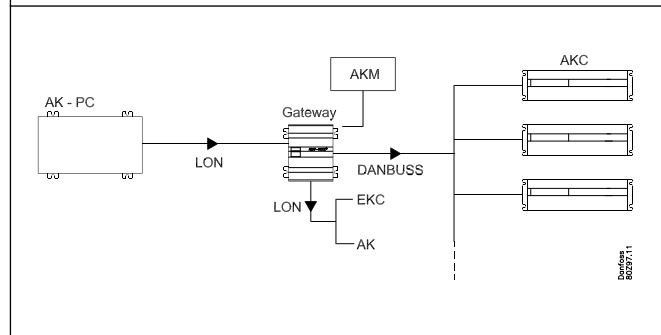 AKC
AKM
AK - PC
Gateway
LON
DANBUSS
LON
EKC
AK
Danfoss
80Z97.11